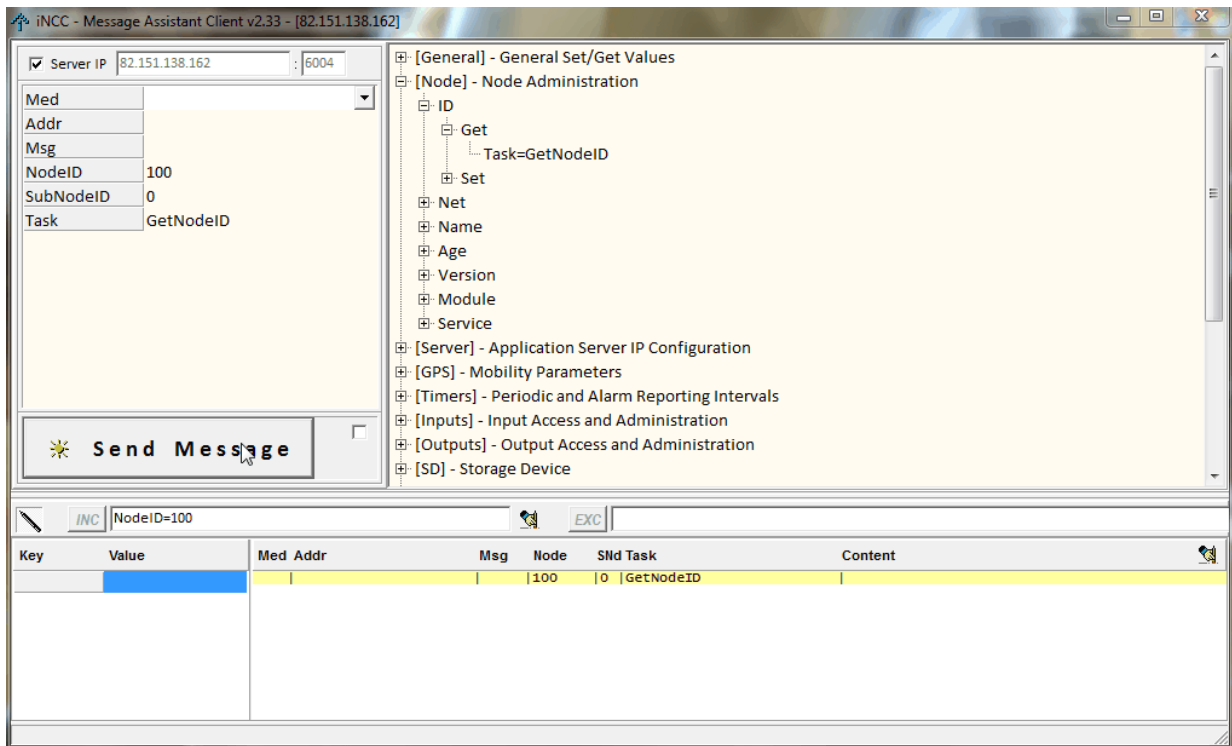 iNCC - Message Assistant Client v2.33 - [82.151.138.162]
Server IP 82.151.138.162 : 6004
Med
Addr
Msg
NodeID 100
SubNodeID 0
Task GetNodeID
Send Message
[General] - General Set/Get Values
[Node] - Node Administration
ID
Get
Task=GetNodeID
Set
Net
Name
Age
Version
Module
Service
[Server] - Application Server IP Configuration
[GPS] - Mobility Parameters
[Timers] - Periodic and Alarm Reporting Intervals
[Inputs] - Input Access and Administration
[Outputs] - Output Access and Administration
[SD] - Storage Device
INC NodeID=100 EXC
Key Value Med Addr Msg Node SNd Task Content
| | |100 |0 |GetNodeID |